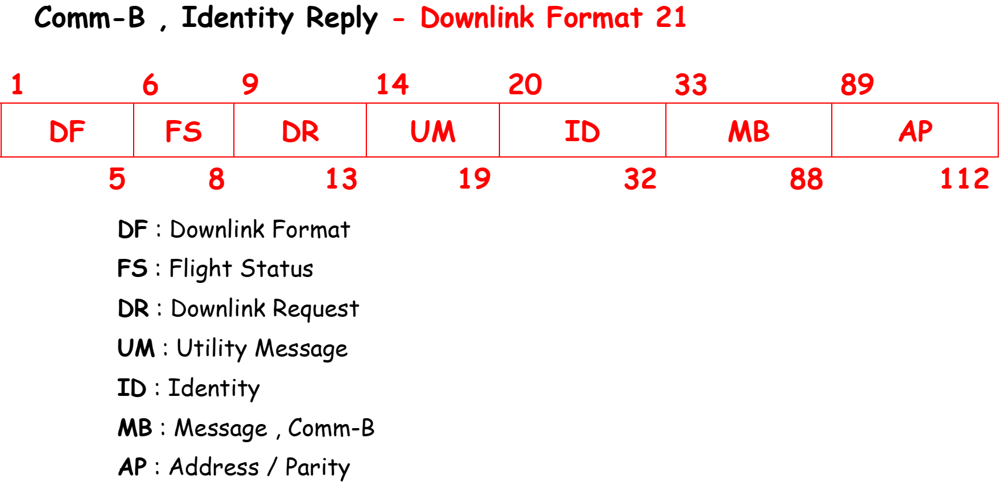 Comm-B , Identity Reply - Downlink Format 21
1 6 9 14 20 33 89
DF FS DR UM ID MB AP
5 8 13 19 32 88 112
DF : Downlink Format
FS : Flight Status
DR : Downlink Request
UM : Utility Message
ID : Identity
MB : Message , Comm-B
AP : Address / Parity